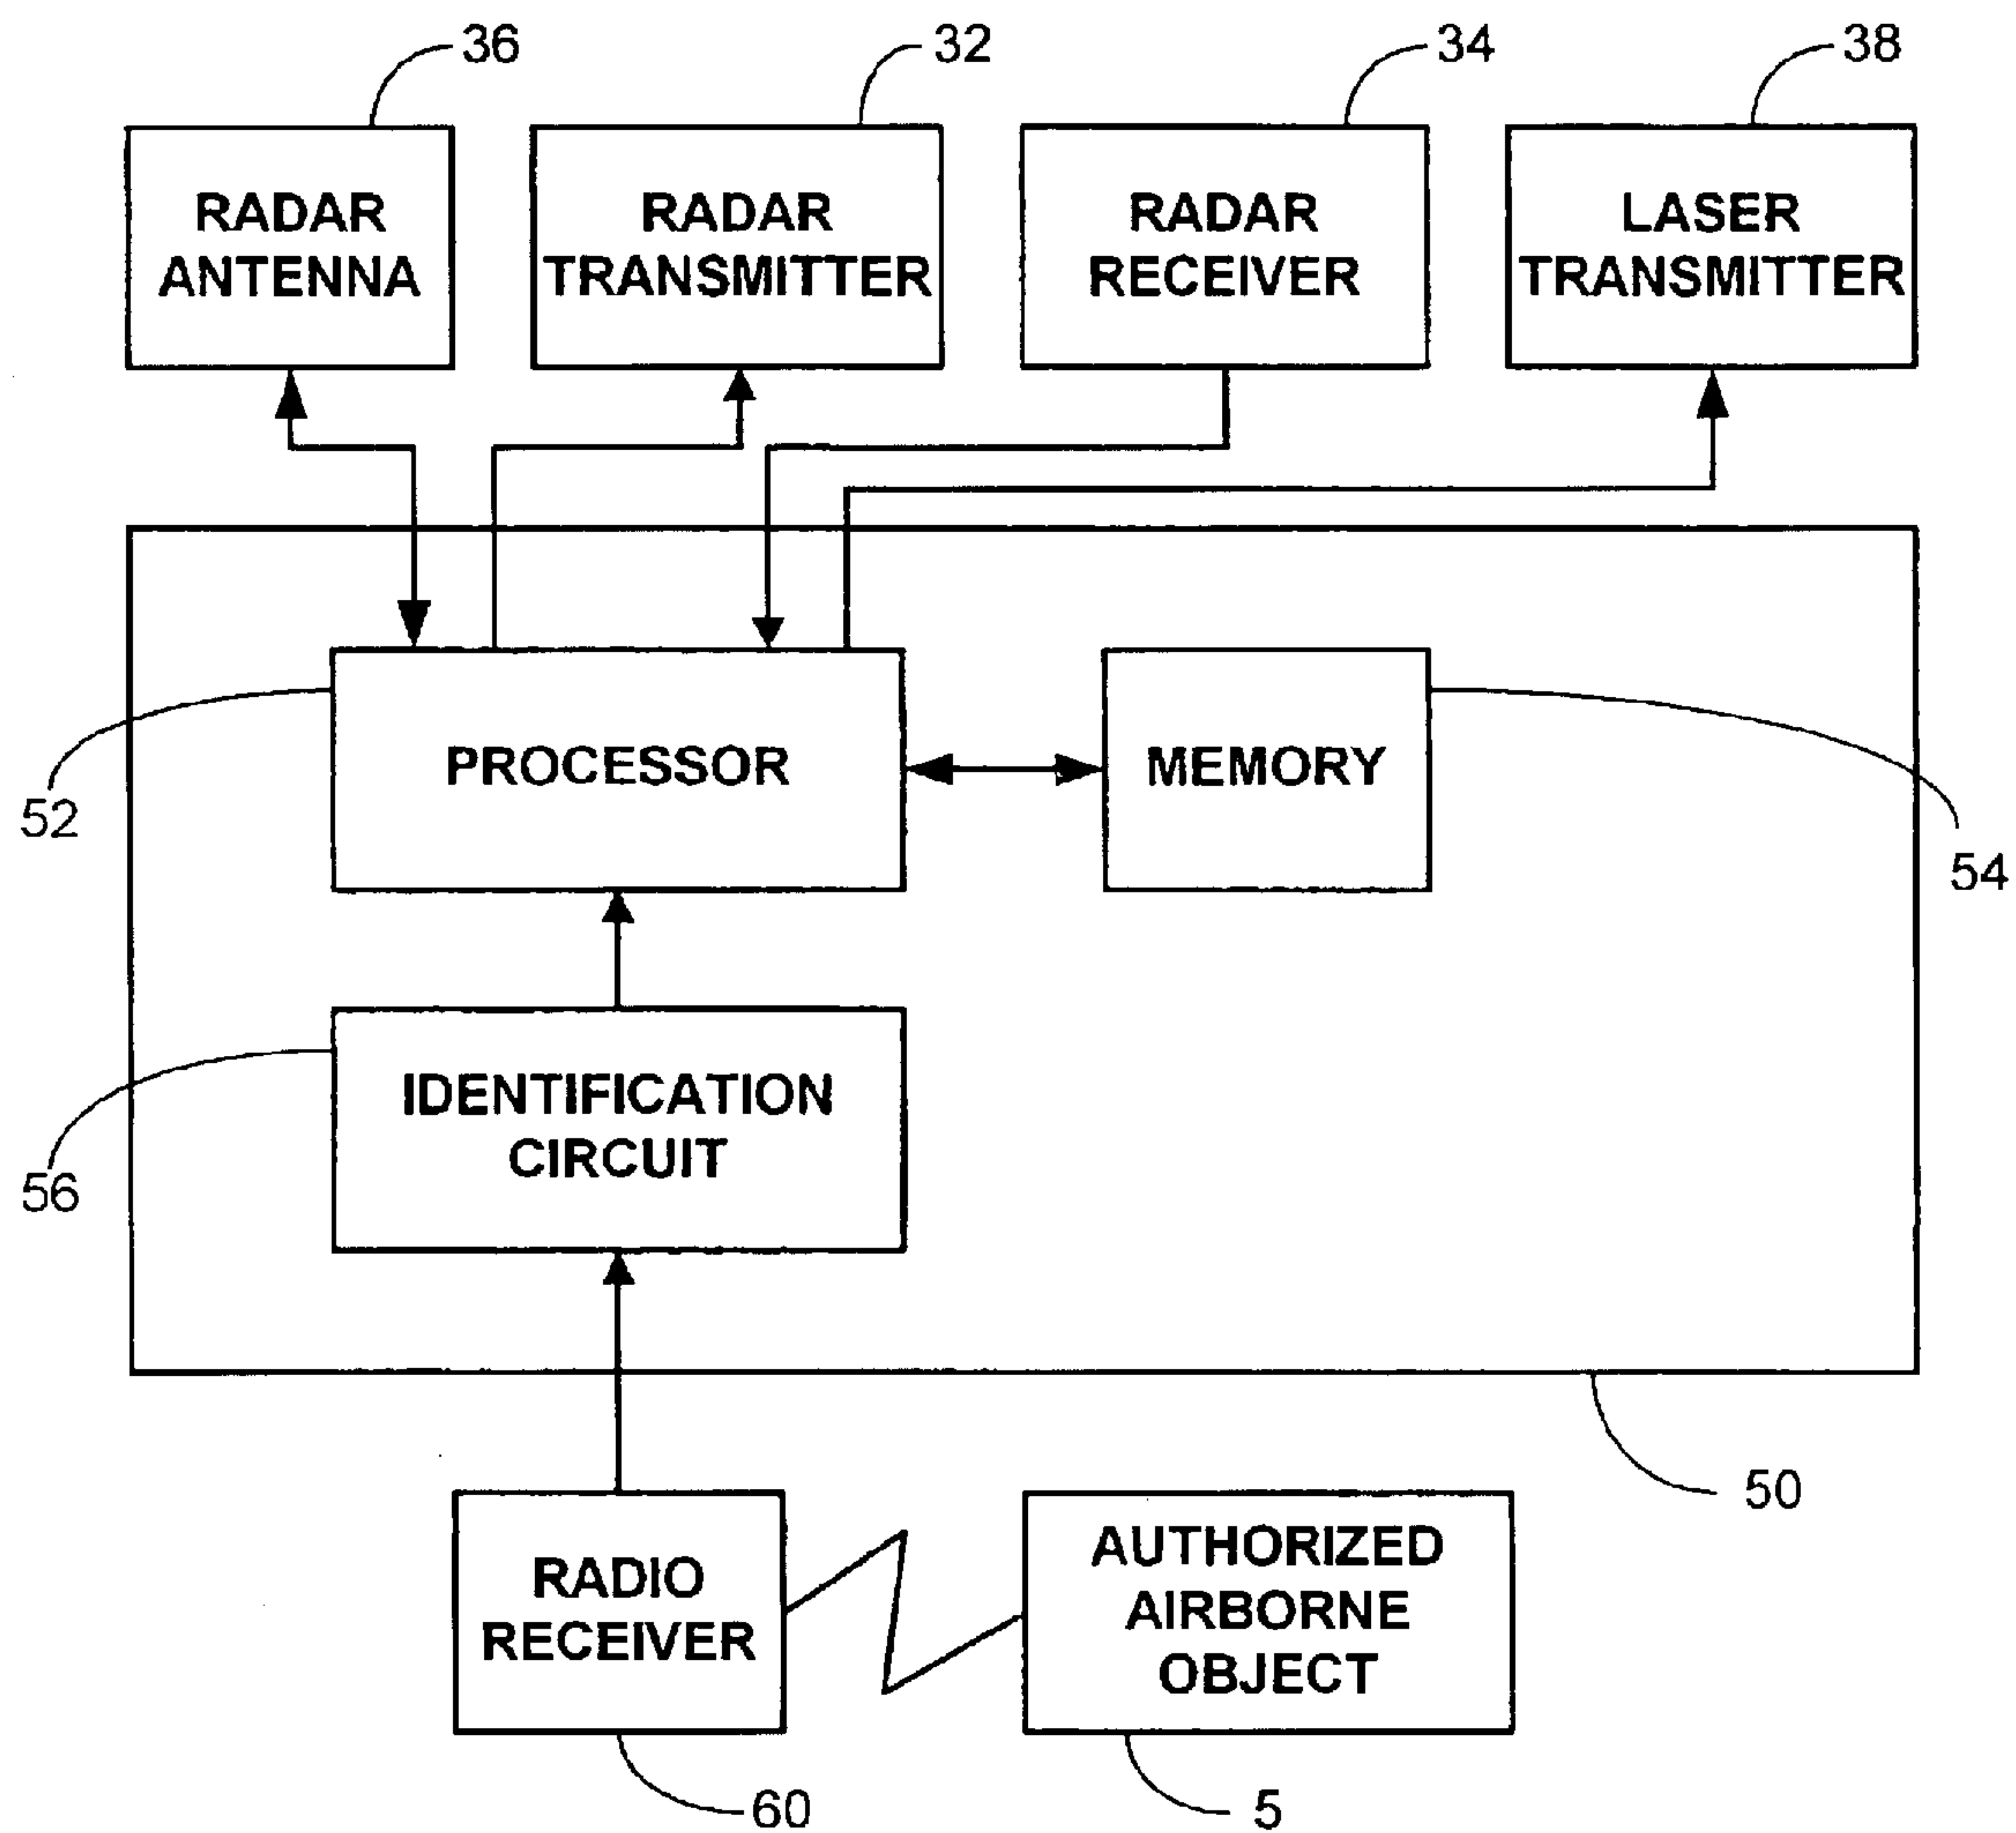 36
32
34
38
RADAR
ANTENNA
RADAR
TRANSMITTER
RADAR
RECEIVER
LASER
TRANSMITTER
PROCESSOR
MEMORY
52
54
IDENTIFICATION
CIRCUIT
56
50
RADIO
RECEIVER
AUTHORIZED
AIRBORNE
OBJECT
60
5